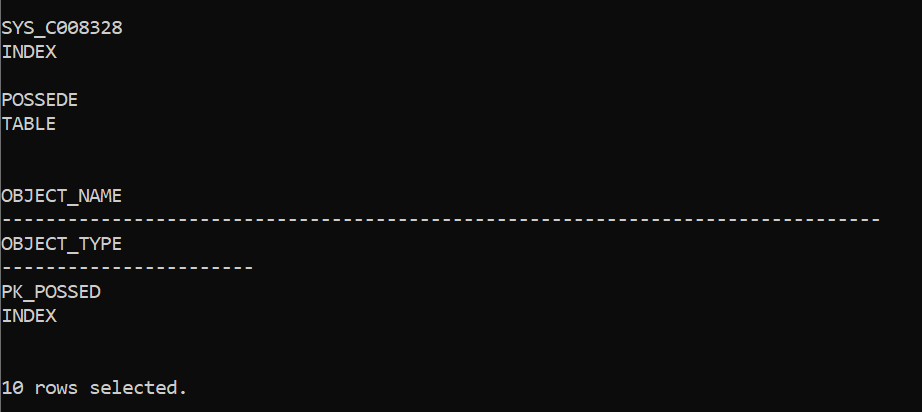 SYS_C008328
INDEX
POSSEDE
TABLE
OBJECT_NAME
--------------------------------------------------------------------------------
OBJECT_TYPE
-----------------------
PK_POSSED
INDEX
10 rows selected.